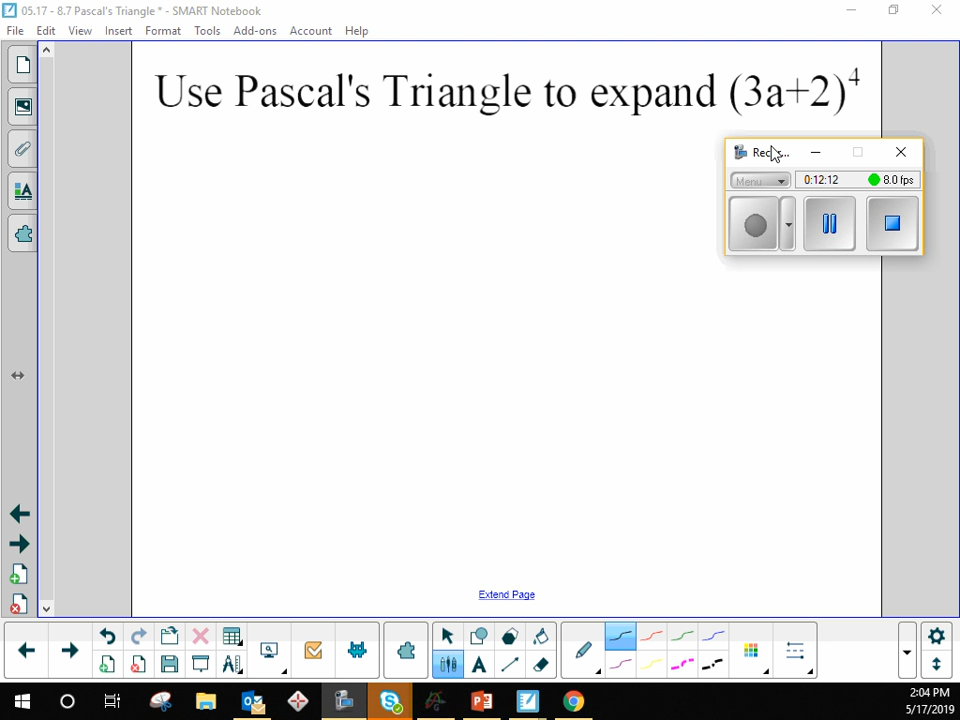 05.17 - 8.7 Pascal's Triangle * - SMART Notebook
File Edit View Insert Format Tools Add-ons Account Help
Use Pascal's Triangle to expand (3a+2)⁴
Menu 0:12:12 8.0 fps
Extend Page
A
2:04 PM
5/17/2019